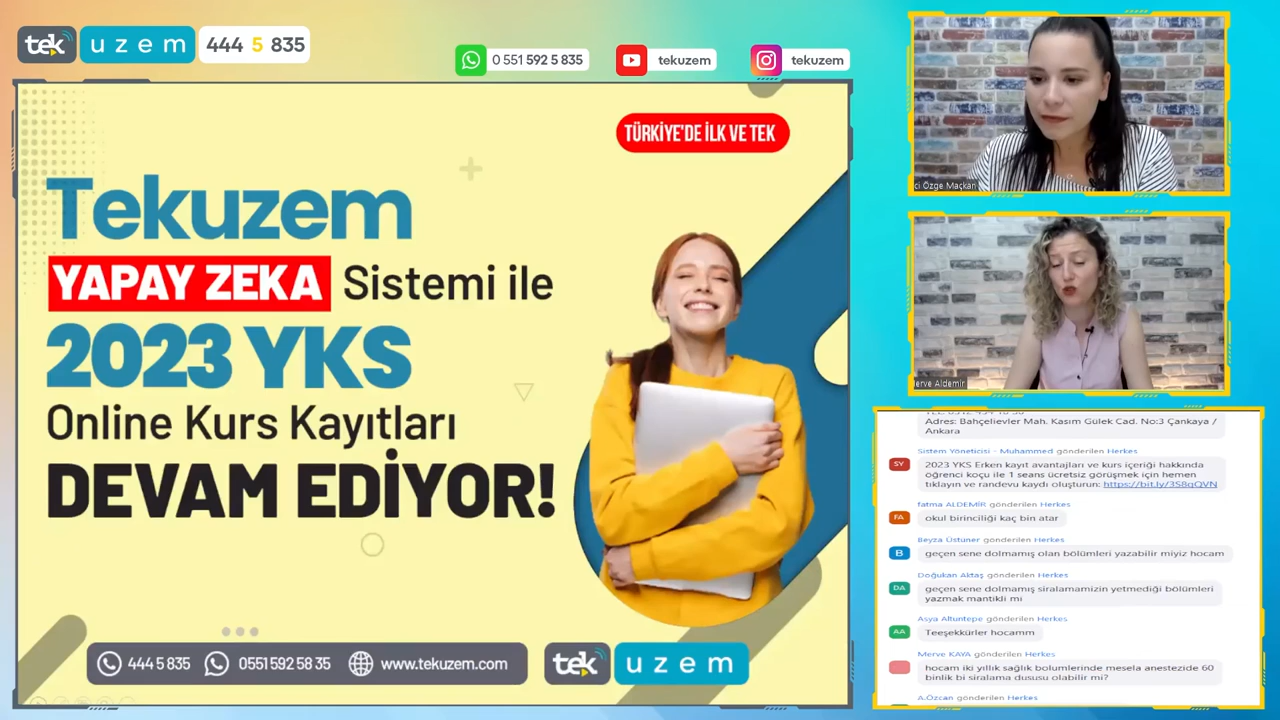 tek uzem 444 5 835
0 551 592 5 835
tekuzem
tekuzem
TÜRKİYE'DE İLK VE TEK
Tekuzem
YAPAY ZEKA Sistemi ile
2023 YKS
Online Kurs Kayıtları
DEVAM EDİYOR!
444 5 835 0551 592 58 35 www.tekuzem.com
tek uzem
ci Özge Maçkan
erve Aldemir
Adres: Bahçelievler Mah. Kasım Gülek Cad. No:3 Çankaya /
Ankara
Sistem Yöneticisi - Muhammed gönderilen Herkes
SY
2023 YKS Erken kayıt avantajları ve kurs içeriği hakkında
öğrenci koçu ile 1 seans ücretsiz görüşmek için hemen
tıklayın ve randevu kaydı oluşturun: https://bit.ly/3S8qQVN
fatma ALDEMİR gönderilen Herkes
FA
okul birinciliği kaç bin atar
Beyza Üstüner gönderilen Herkes
B
geçen sene dolmamış olan bölümleri yazabilir miyiz hocam
Doğukan Aktaş gönderilen Herkes
DA
geçen sene dolmamış siralamamizin yetmediği bölümleri
yazmak mantikli mi
Asya Altuntepe gönderilen Herkes
AA
Teeşekkürler hocamm
Merve KAYA gönderilen Herkes
hocam iki yıllık sağlık bolumlerinde mesela anestezide 60
binlik bi siralama dususu olabilir mi?
A.Özcan gönderilen Herkes